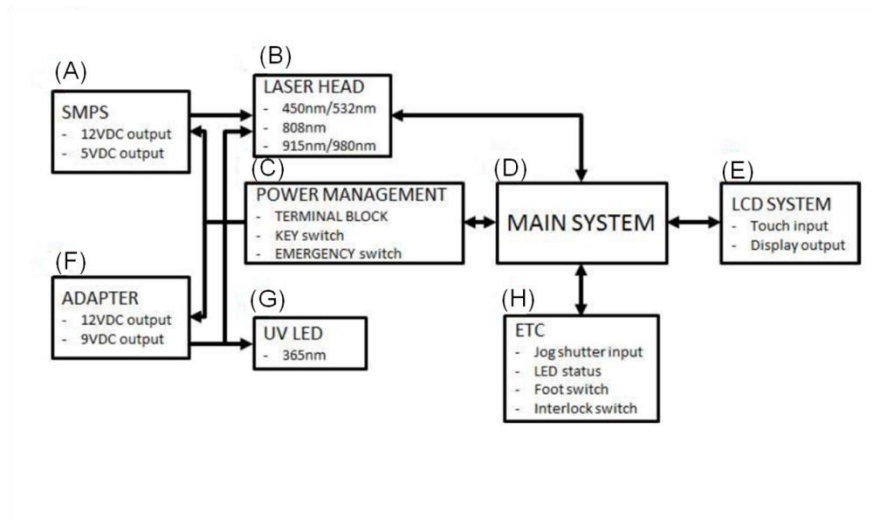 (A)
SMPS
- 12VDC output
- 5VDC output
(B)
LASER HEAD
- 450nm/532nm
- 808nm
- 915nm/980nm
(C)
POWER MANAGEMENT
- TERMINAL BLOCK
- KEY switch
- EMERGENCY switch
(D)
MAIN SYSTEM
(E)
LCD SYSTEM
- Touch input
- Display output
(F)
ADAPTER
- 12VDC output
- 9VDC output
(G)
UV LED
- 365nm
(H)
ETC
- Jog shutter input
- LED status
- Foot switch
- Interlock switch